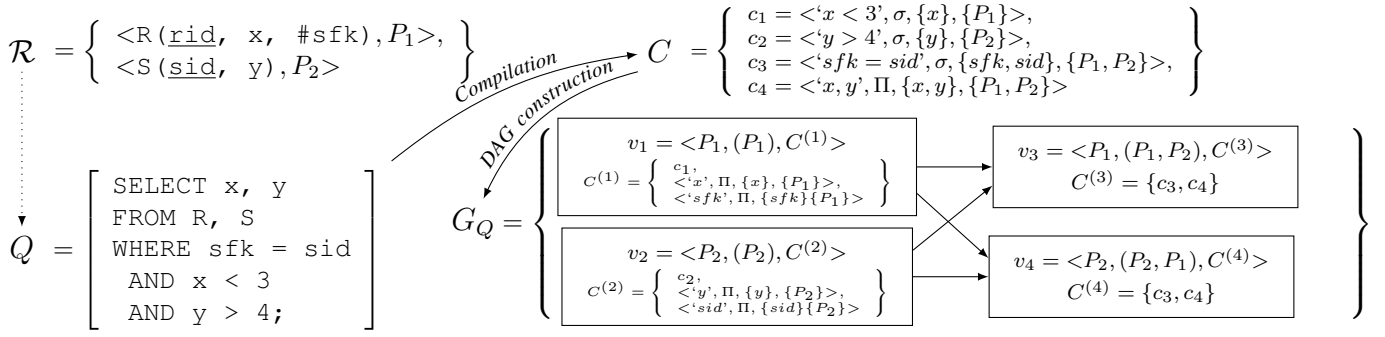 ℛ = { <R(rid, x, #sfk), P₁>,
<S(sid, y), P₂> }
Compilation
C = { c₁ = <‘x < 3’, σ, {x}, {P₁}>,
c₂ = <‘y > 4’, σ, {y}, {P₂}>,
c₃ = <‘sfk = sid’, σ, {sfk, sid}, {P₁, P₂}>,
c₄ = <‘x, y’, Π, {x, y}, {P₁, P₂}> }
DAG construction
Q = [ SELECT x, y
FROM R, S
WHERE sfk = sid
AND x < 3
AND y > 4; ]
G_Q = {
v₁ = <P₁, (P₁), C⁽¹⁾>
C⁽¹⁾ = { c₁,
<‘x’, Π, {x}, {P₁}>,
<‘sfk’, Π, {sfk}{P₁}> }
v₂ = <P₂, (P₂), C⁽²⁾>
C⁽²⁾ = { c₂,
<‘y’, Π, {y}, {P₂}>,
<‘sid’, Π, {sid}{P₂}> }
v₃ = <P₁, (P₁, P₂), C⁽³⁾>
C⁽³⁾ = {c₃, c₄}
v₄ = <P₂, (P₂, P₁), C⁽⁴⁾>
C⁽⁴⁾ = {c₃, c₄}
}